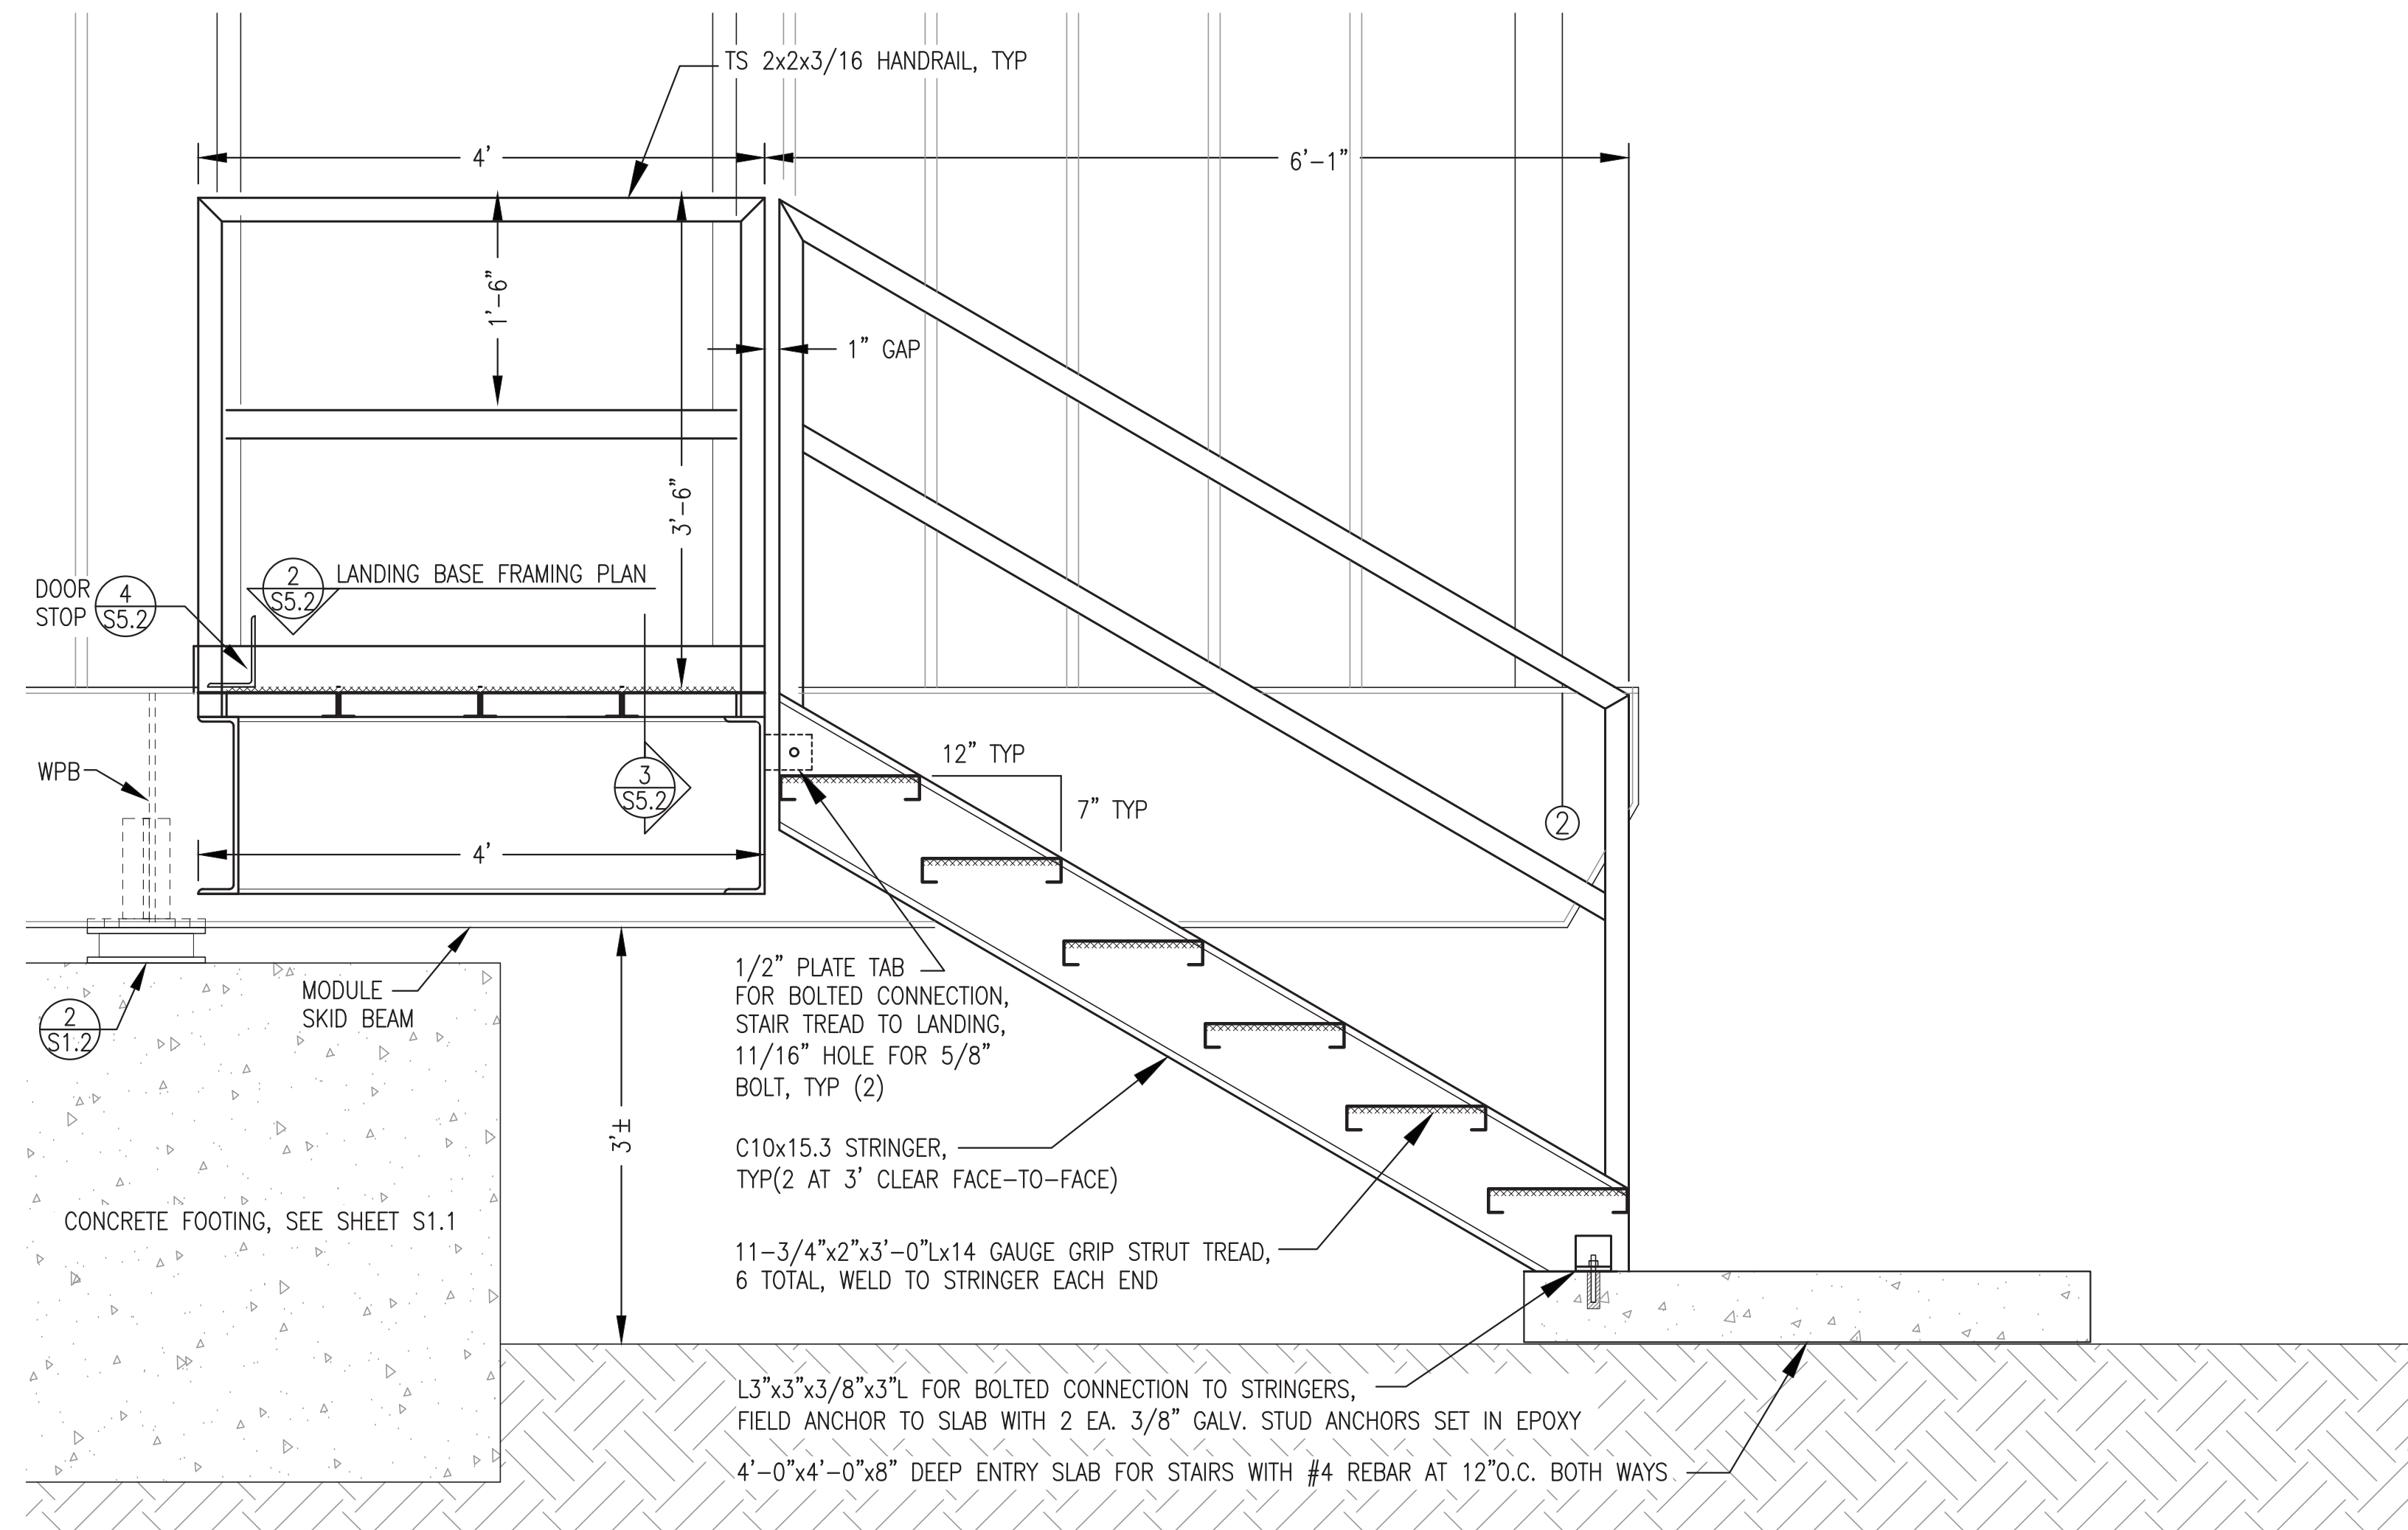 TS 2x2x3/16 HANDRAIL, TYP
4'
6'-1"
1'-6"
1" GAP
3'-6"
2
S5.2
LANDING BASE FRAMING PLAN
DOOR
STOP
4
S5.2
12" TYP
7" TYP
WPB
3
S5.2
2
4'
1/2" PLATE TAB
FOR BOLTED CONNECTION,
STAIR TREAD TO LANDING,
11/16" HOLE FOR 5/8"
BOLT, TYP (2)
MODULE
SKID BEAM
2
S1.2
3'±
C10x15.3 STRINGER,
TYP(2 AT 3' CLEAR FACE-TO-FACE)
CONCRETE FOOTING, SEE SHEET S1.1
11-3/4"x2"x3'-0"Lx14 GAUGE GRIP STRUT TREAD,
6 TOTAL, WELD TO STRINGER EACH END
L3"x3"x3/8"x3"L FOR BOLTED CONNECTION TO STRINGERS,
FIELD ANCHOR TO SLAB WITH 2 EA. 3/8" GALV. STUD ANCHORS SET IN EPOXY
4'-0"x4'-0"x8" DEEP ENTRY SLAB FOR STAIRS WITH #4 REBAR AT 12"O.C. BOTH WAYS